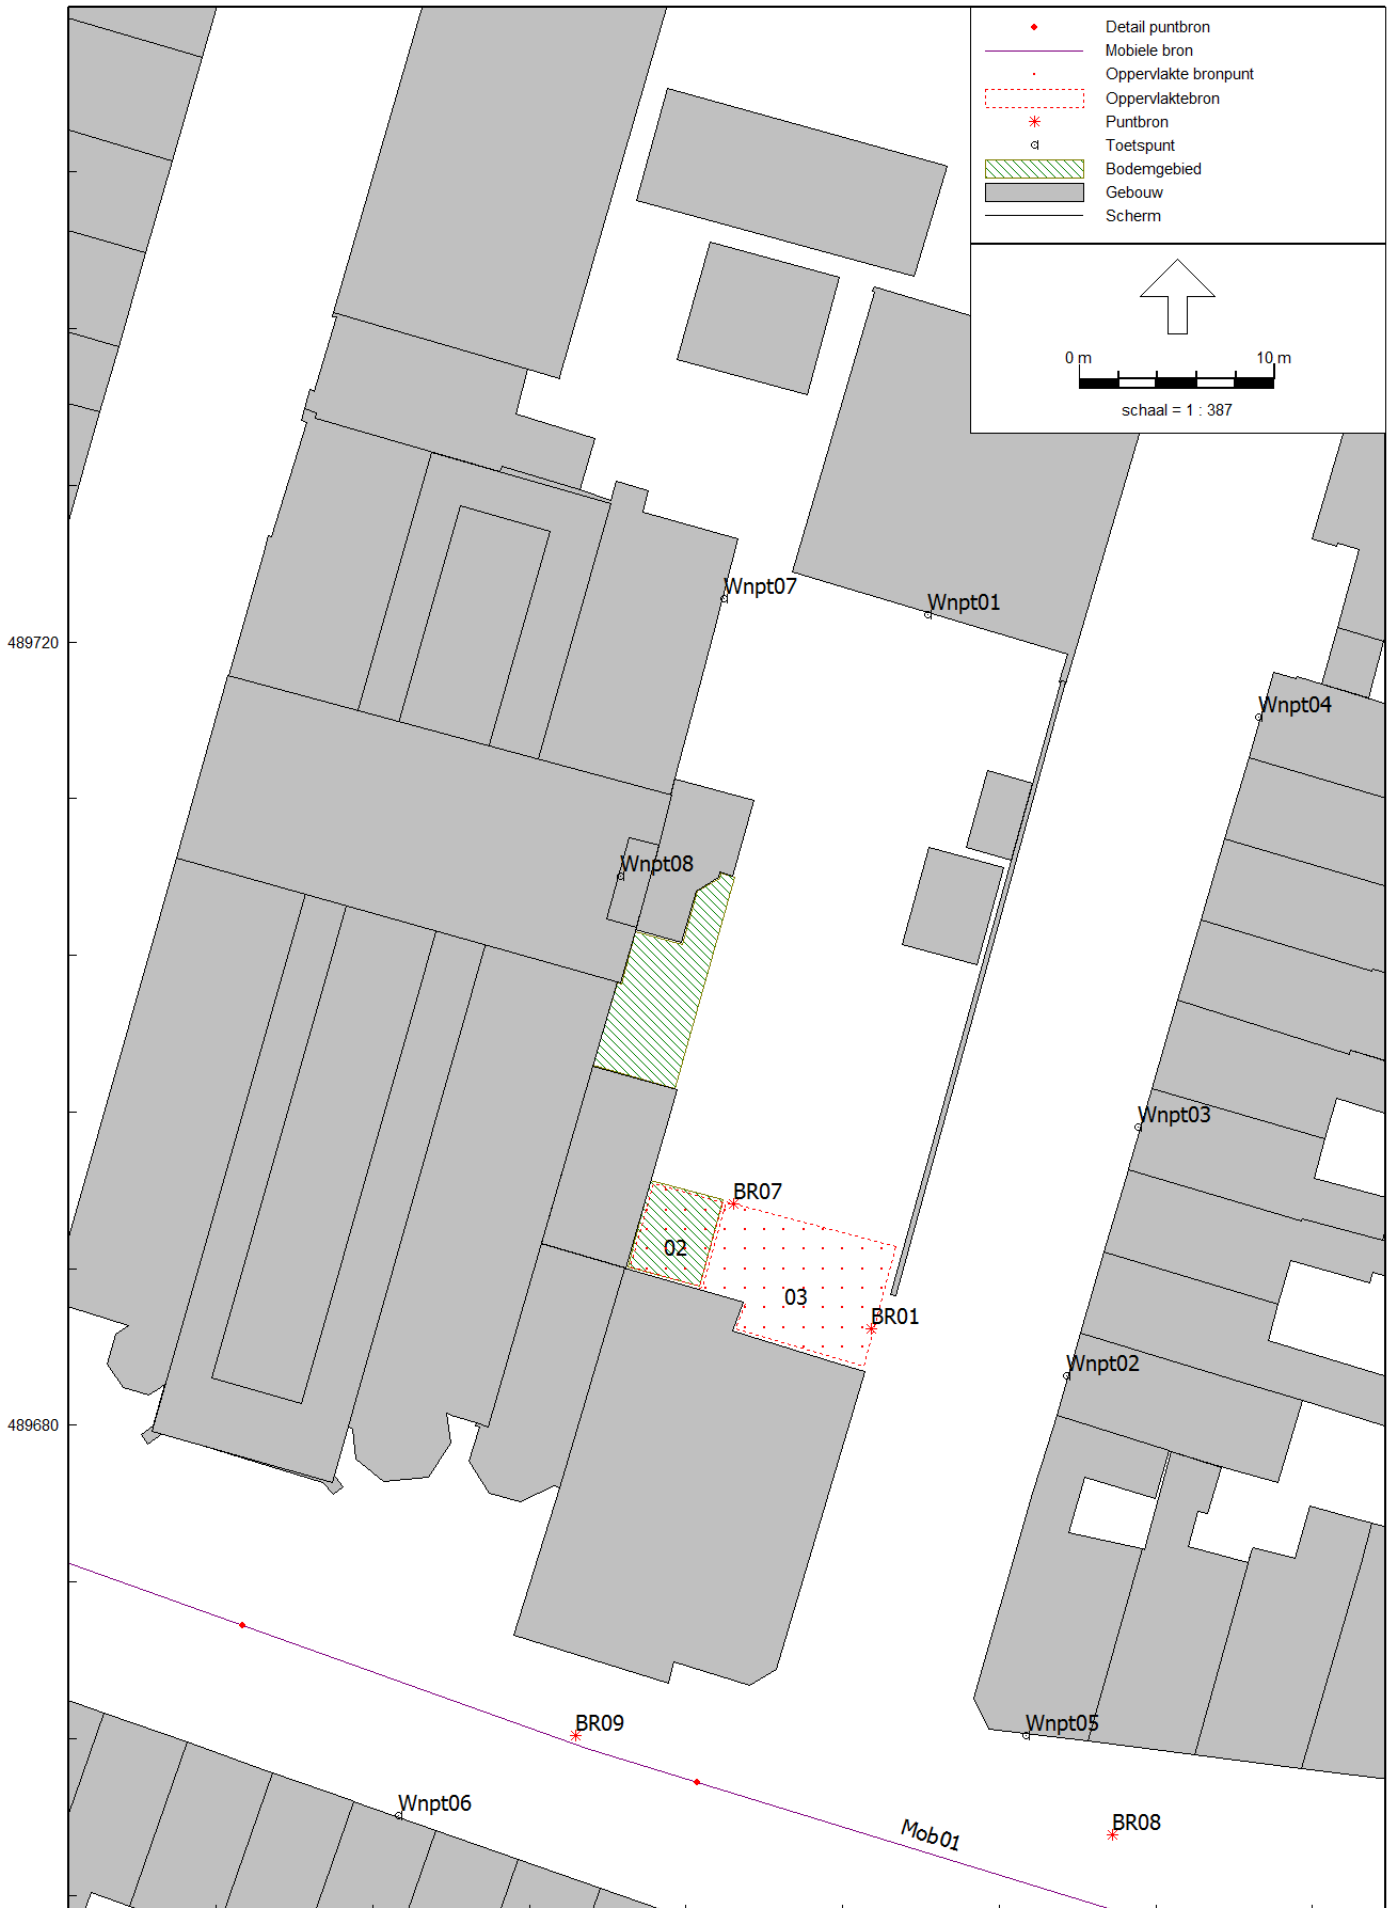 Detail puntbron
Mobiele bron
Oppervlakte bronpunt
Oppervlaktebron
Puntbron
Toetspunt
Bodemgebied
Gebouw
Scherm
0 m 10 m
schaal = 1 : 387
Wnpt07
Wnpt01
489720
Wnpt04
Wnpt08
Wnpt03
BR07
02
03
BR01
Wnpt02
489680
BR09
Wnpt05
Wnpt06
BR08
Mob01